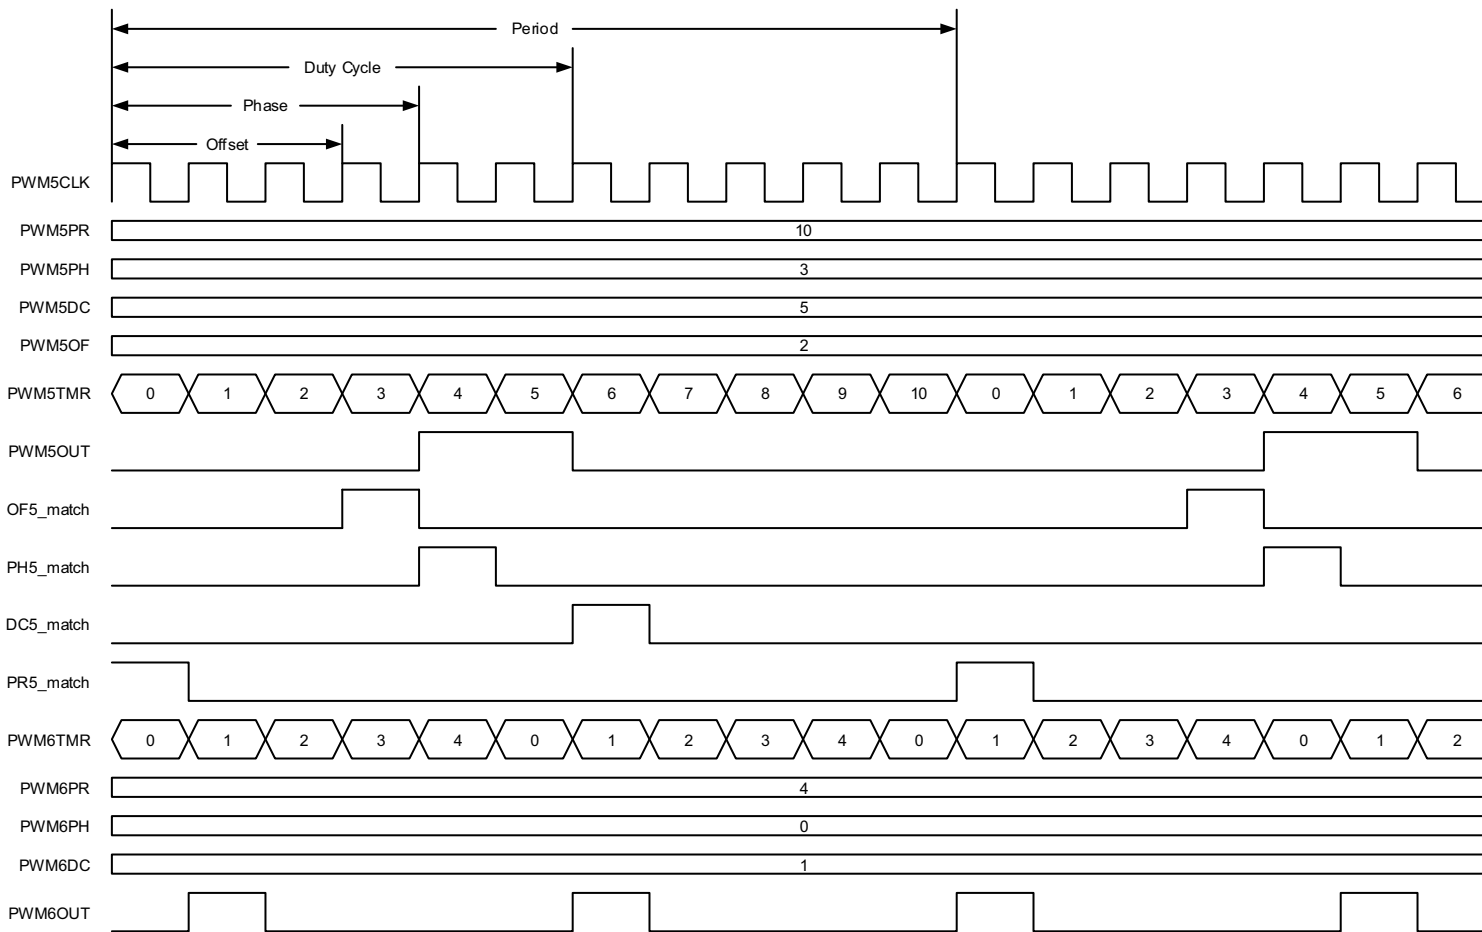 Period
Duty Cycle
Phase
Offset
PWM5CLK
PWM5PR 10
PWM5PH 3
PWM5DC 5
PWM5OF 2
PWM5TMR 0 1 2 3 4 5 6 7 8 9 10 0 1 2 3 4 5 6
PWM5OUT
OF5_match
PH5_match
DC5_match
PR5_match
PWM6TMR 0 1 2 3 4 0 1 2 3 4 0 1 2 3 4 0 1 2
PWM6PR 4
PWM6PH 0
PWM6DC 1
PWM6OUT